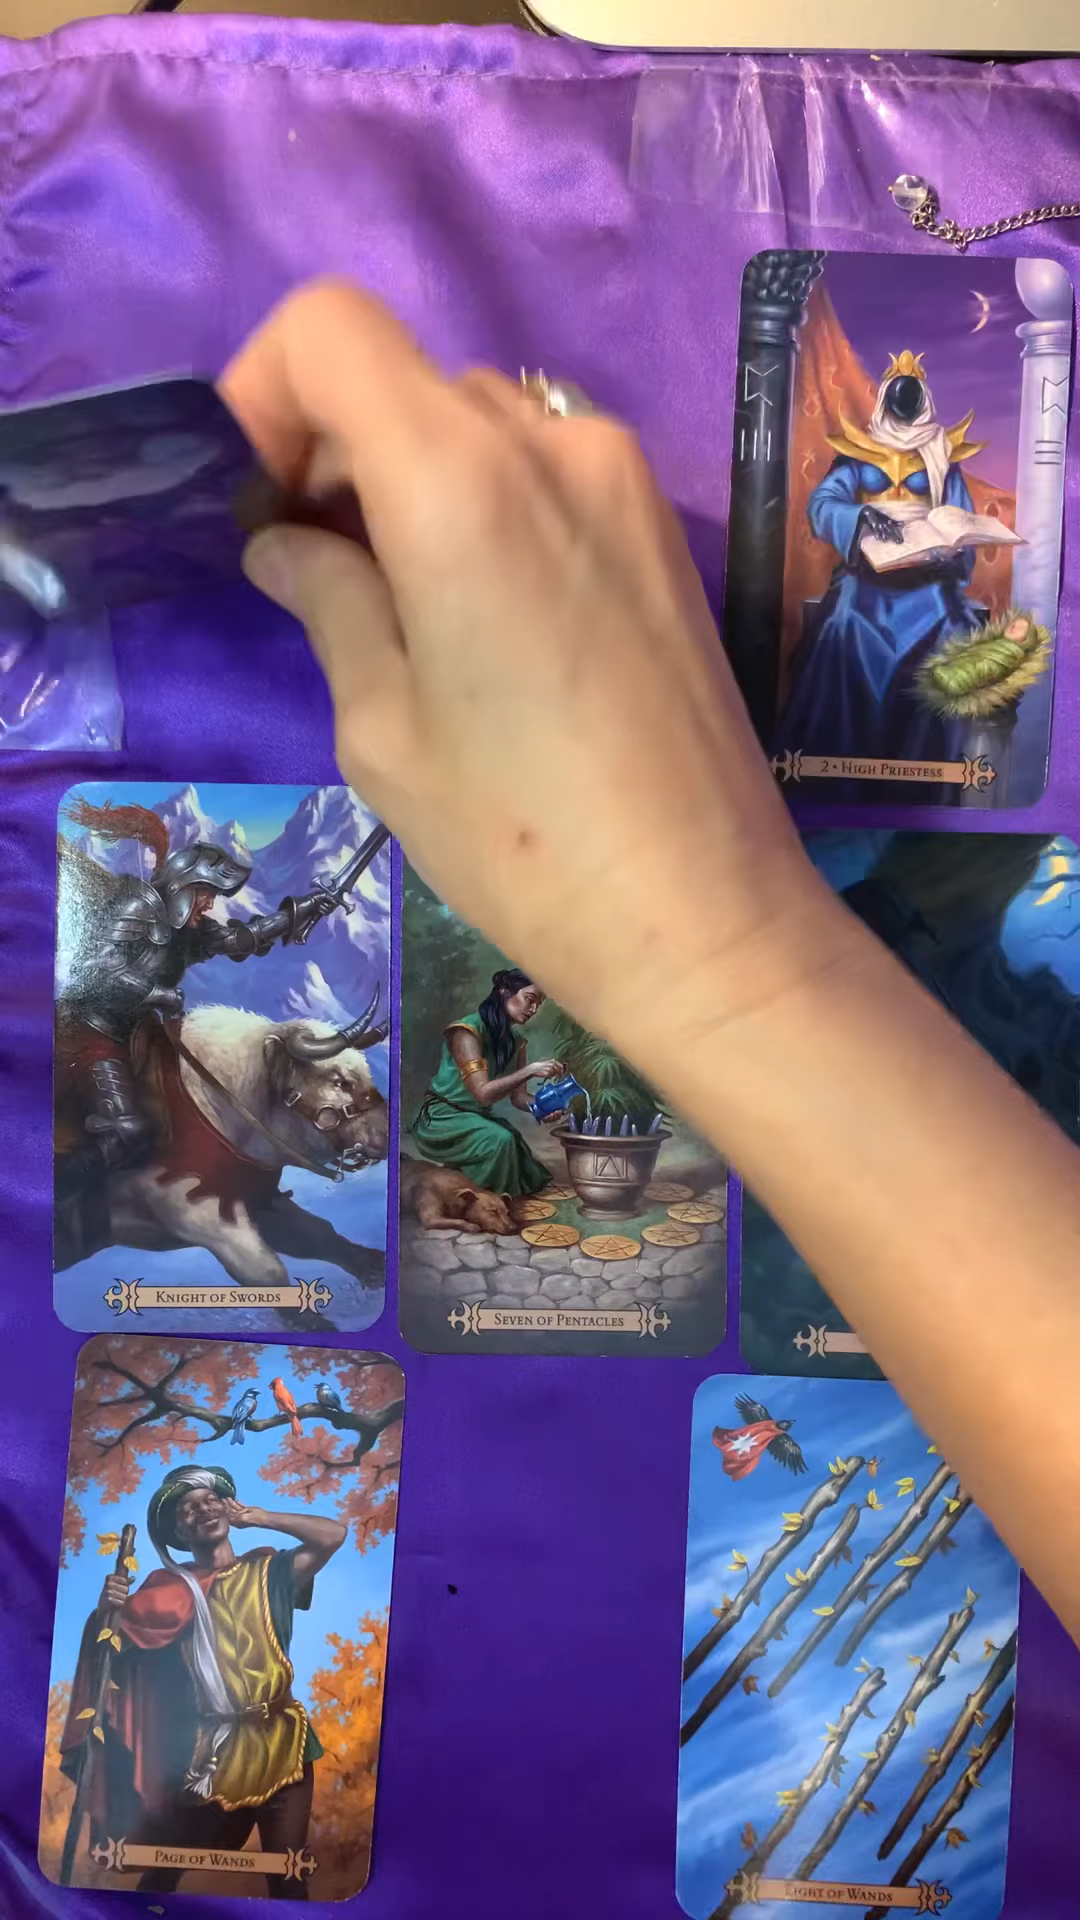 2 • HIGH PRIESTESS
KNIGHT OF SWORDS
SEVEN OF PENTACLES
PAGE OF WANDS
EIGHT OF WANDS